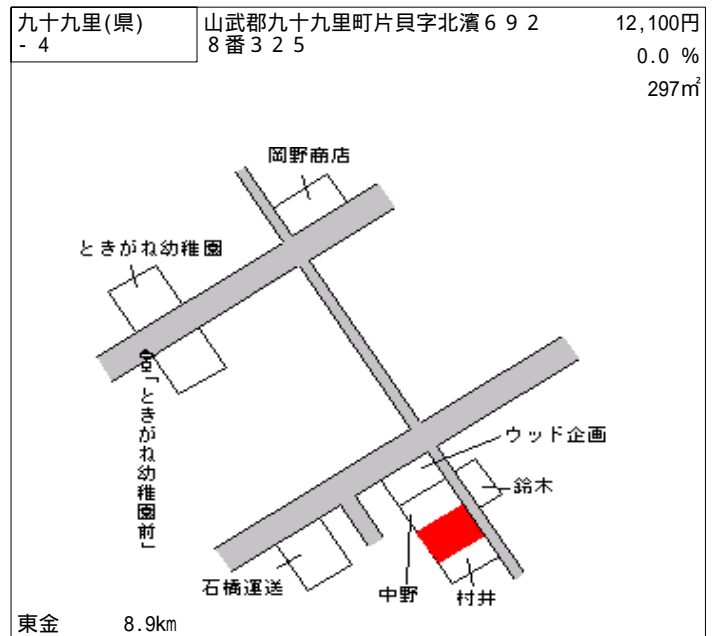 九十九里(県)
- 4
山武郡九十九里町片貝字北濱６９２
８番３２５
12,100円
0.0 %
297㎡
岡野商店
ときがね幼稚園
「ときがね幼稚園前」
ウッド企画
鈴木
石橋運送
中野
村井
東金 8.9km